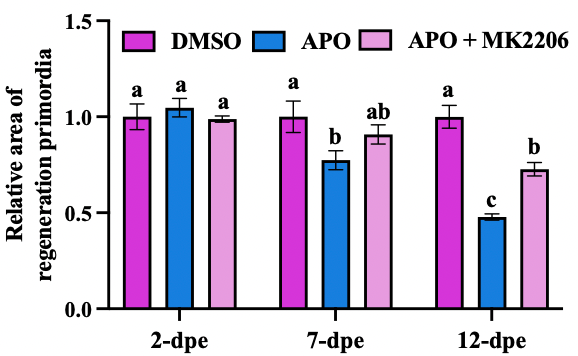 Relative area of
regeneration primordia
1.5
1.0
0.5
0.0
DMSO APO APO + MK2206
a a a
a b ab
a c b
2-dpe 7-dpe 12-dpe